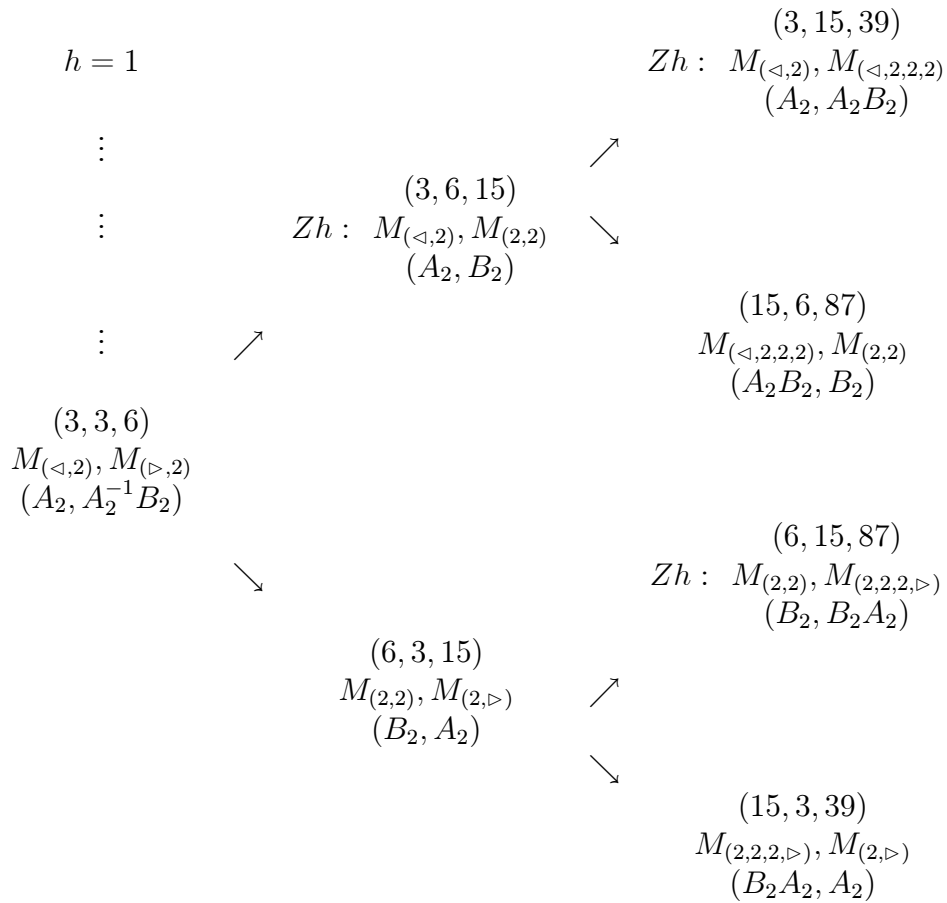 h = 1
⋮
⋮
⋮
(3, 3, 6)
M_{(◁,2)}, M_{(▷,2)}
(A_2, A_2^{-1}B_2)
↗
↘
(3, 6, 15)
Zh : M_{(◁,2)}, M_{(2,2)}
(A_2, B_2)
(6, 3, 15)
M_{(2,2)}, M_{(2,▷)}
(B_2, A_2)
↗
↘
↗
↘
(3, 15, 39)
Zh : M_{(◁,2)}, M_{(◁,2,2,2)}
(A_2, A_2B_2)
(15, 6, 87)
M_{(◁,2,2,2)}, M_{(2,2)}
(A_2B_2, B_2)
(6, 15, 87)
Zh : M_{(2,2)}, M_{(2,2,2,▷)}
(B_2, B_2A_2)
(15, 3, 39)
M_{(2,2,2,▷)}, M_{(2,▷)}
(B_2A_2, A_2)